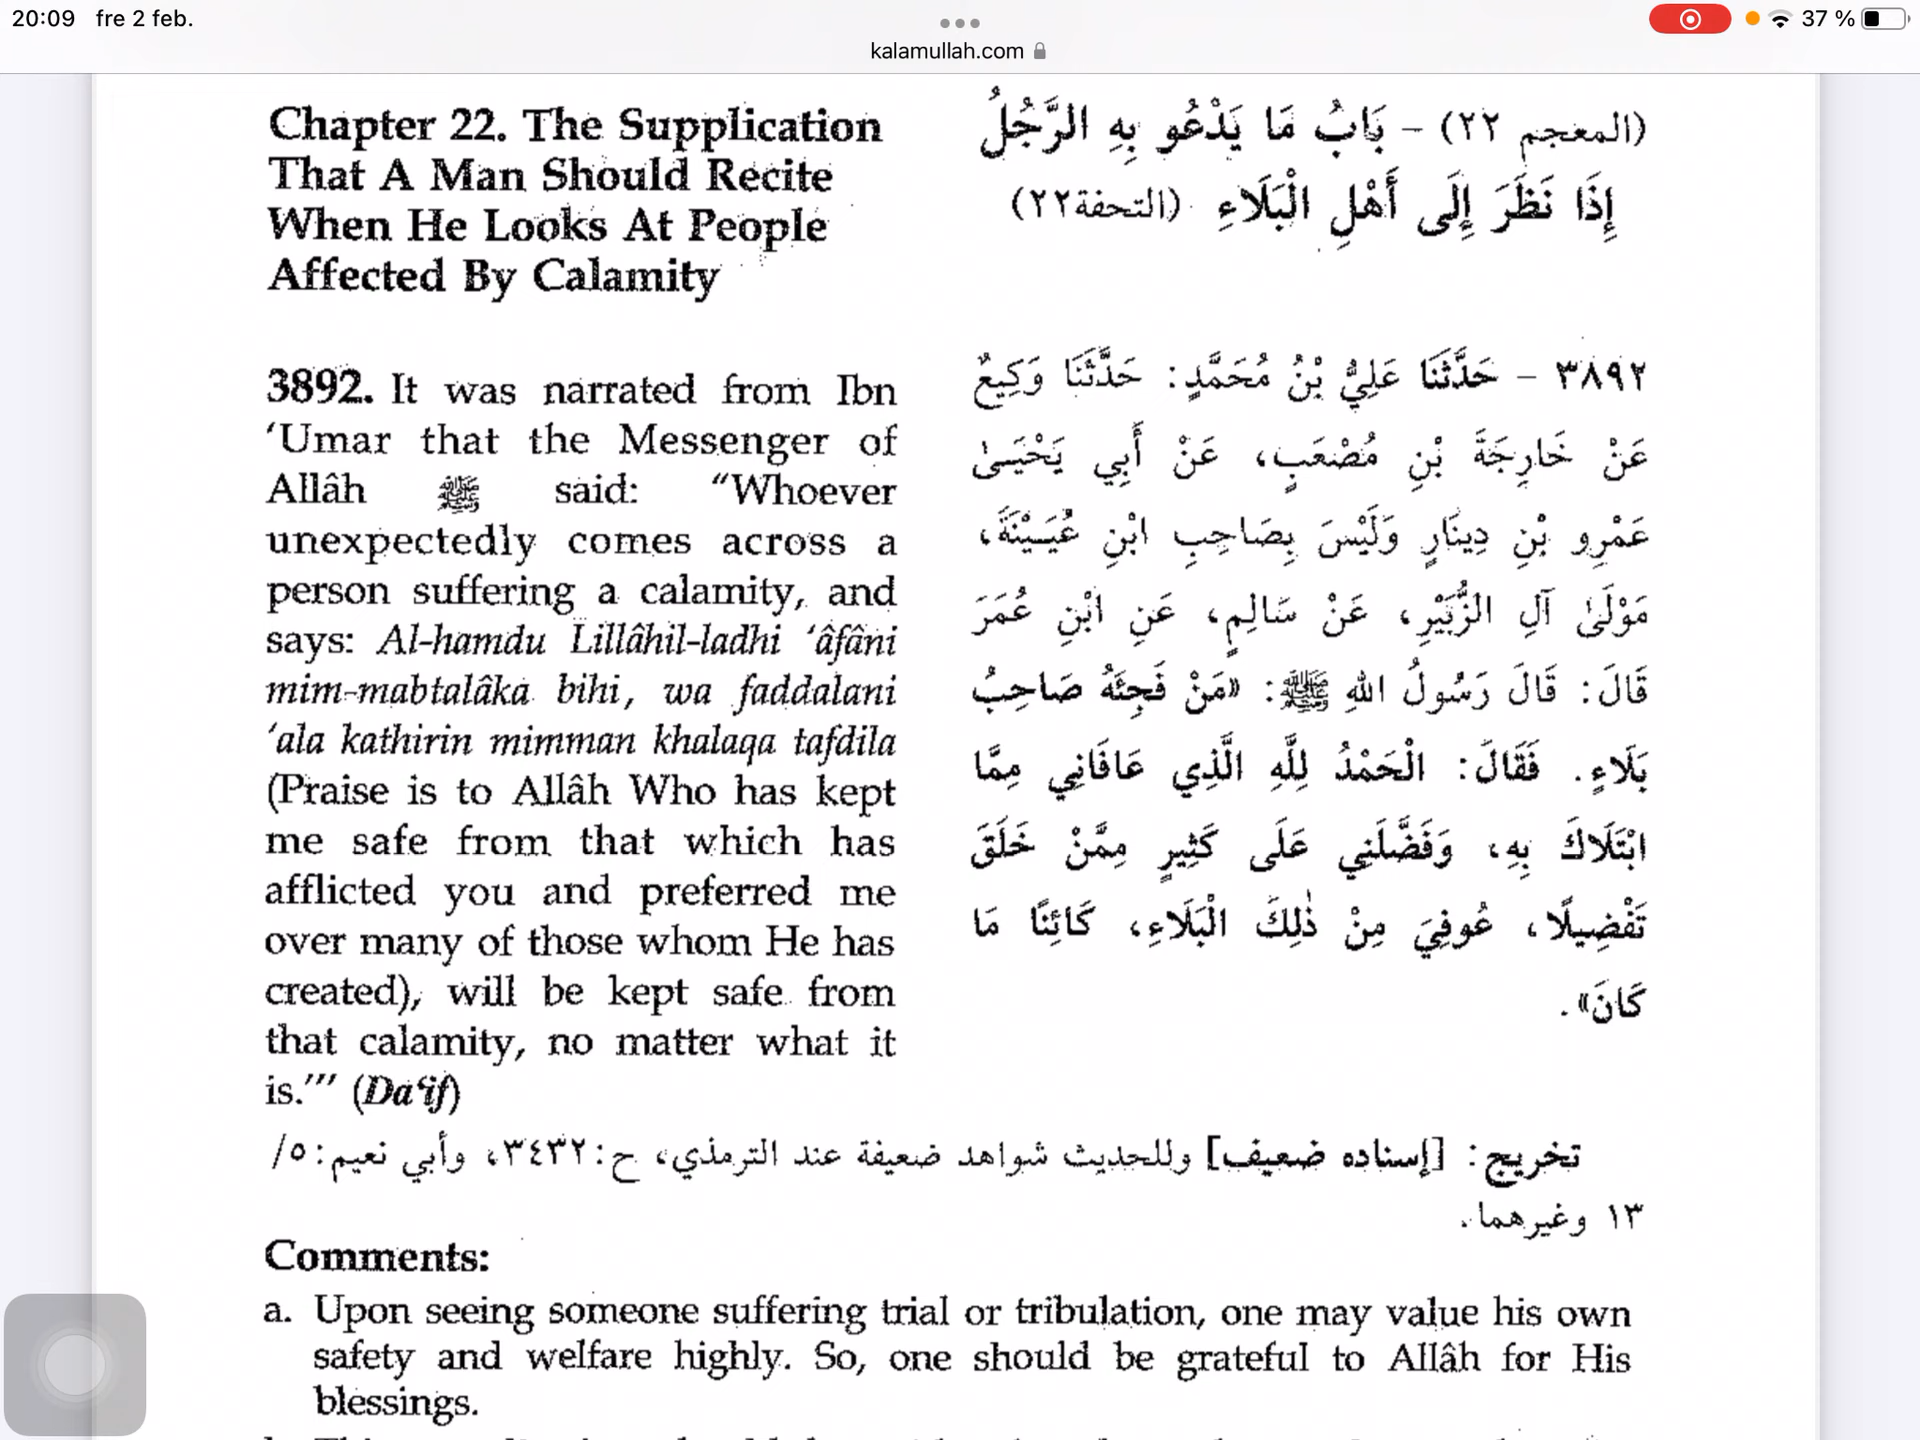 20:09 fre 2 feb.
37 %
kalamullah.com
Chapter 22. The Supplication
That A Man Should Recite
When He Looks At People
Affected By Calamity
(المعجم ٢٢) – بَابُ مَا يَدْعُو بِهِ الرَّجُلُ
إِذَا نَظَرَ إِلَى أَهْلِ الْبَلَاءِ (التحفة ٢٢)
3892. It was narrated from Ibn
‘Umar that the Messenger of
Allâh ﷺ said: “Whoever
unexpectedly comes across a
person suffering a calamity, and
says: Al-hamdu Lillâhil-ladhi ‘âfâni
mim-mabtalâka bihi, wa faddalani
‘ala kathirin mimman khalaqa tafdila
(Praise is to Allâh Who has kept
me safe from that which has
afflicted you and preferred me
over many of those whom He has
created), will be kept safe from
that calamity, no matter what it
is.’” (Da‘if)
٣٨٩٢ – حَدَّثَنَا عَلِيُّ بْنُ مُحَمَّدٍ: حَدَّثَنَا وَكِيعٌ
عَنْ خَارِجَةَ بْنِ مُصْعَبٍ، عَنْ أَبِي يَحْيَىٰ
عَمْرِو بْنِ دِينَارٍ وَلَيْسَ بِصَاحِبِ ابْنِ عُيَيْنَةَ،
مَوْلَىٰ آلِ الزُّبَيْرِ، عَنْ سَالِمٍ، عَنِ ابْنِ عُمَرَ
قَالَ: قَالَ رَسُولُ اللهِ ﷺ: «مَنْ فَجِئَهُ صَاحِبُ
بَلَاءٍ. فَقَالَ: الْحَمْدُ لِلَّهِ الَّذِي عَافَانِي مِمَّا
ابْتَلَاكَ بِهِ، وَفَضَّلَنِي عَلَى كَثِيرٍ مِمَّنْ خَلَقَ
تَفْضِيلًا، عُوفِيَ مِنْ ذٰلِكَ الْبَلَاءِ، كَائِنًا مَا
كَانَ».
تخريج: [إسناده ضعيف] وللحديث شواهد ضعيفة عند الترمذي، ح:٣٤٣٢، وأبي نعيم:٥/
١٣ وغيرهما.
Comments:
a. Upon seeing someone suffering trial or tribulation, one may value his own
safety and welfare highly. So, one should be grateful to Allâh for His
blessings.